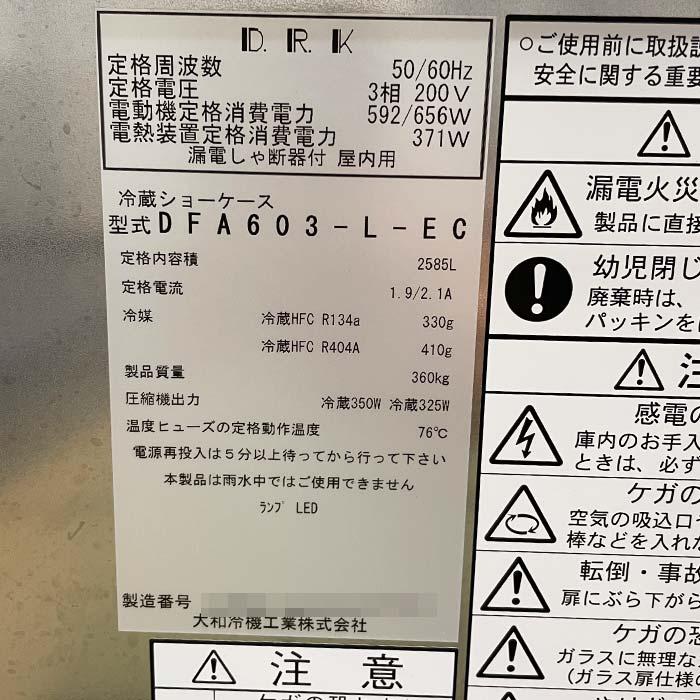 D.R.K
定格周波数 50/60Hz
定格電圧 3相 200V
電動機定格消費電力 592/656W
電熱装置定格消費電力 371W
漏電しゃ断器付 屋内用
冷蔵ショーケース
型式DFA603-L-EC
定格内容積 2585L
定格電流 1.9/2.1A
冷媒 冷蔵HFC R134a 330g
冷蔵HFC R404A 410g
製品質量 360kg
圧縮機出力 冷蔵350W 冷蔵325W
温度ヒューズの定格動作温度 76℃
電源再投入は5分以上待ってから行って下さい
本製品は雨水中ではご使用できません
ﾗﾝﾌﾟ LED
製造番号
大和冷機工業株式会社
注意
○ご使用前に取扱説
安全に関する重要
漏電火災
製品に直接
幼児閉じ
廃棄時は、
パッキンを
注
感電の
庫内のお手入
ときは、必ず
ケガの
空気の吸込口や
棒などを入れ
転倒・事故
扉にぶら下が
ケガの恐
ガラスに無理な
(ガラス扉仕様の